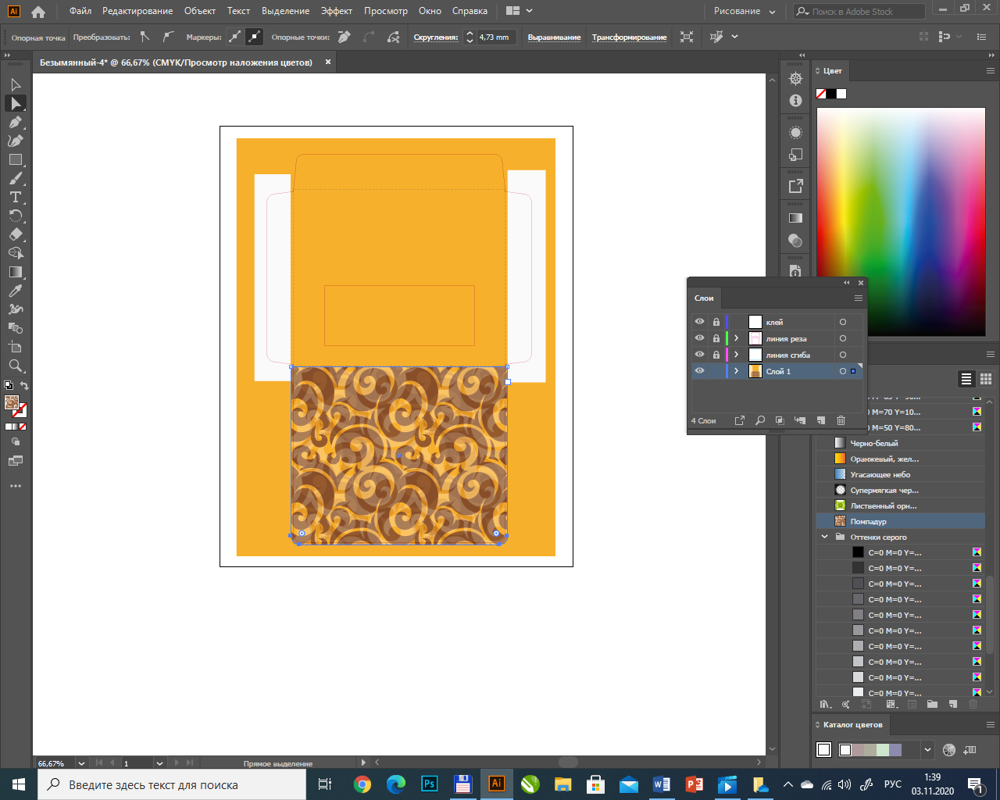 Ai Файл Редактирование Объект Текст Выделение Эффект Просмотр Окно Справка Рисование Поиск в Adobe Stock
Опорная точка Преобразовать: Маркеры: Опорные точки: Скругления: 4,73 mm Выравнивание Трансформирование
Безымянный-4* @ 66,67% (CMYK/Просмотр наложения цветов)
Цвет
Слои
клей
линия реза
линия сгиба
Слой 1
4 Слои
0 M=70 Y=10...
0 M=50 Y=80...
Черно-белый
Оранжевый, жел...
Угасающее небо
Супермягкая чер...
Лиственный орн...
Помпадур
Оттенки серого
C=0 M=0 Y=...
C=0 M=0 Y=...
C=0 M=0 Y=...
C=0 M=0 Y=...
C=0 M=0 Y=...
C=0 M=0 Y=...
C=0 M=0 Y=...
C=0 M=0 Y=...
C=0 M=0 Y=...
C=0 M=0 Y=...
Каталог цветов
66,67% 1 Прямое выделение
Введите здесь текст для поиска
Ps Ai
РУС
1:39
03.11.2020
1